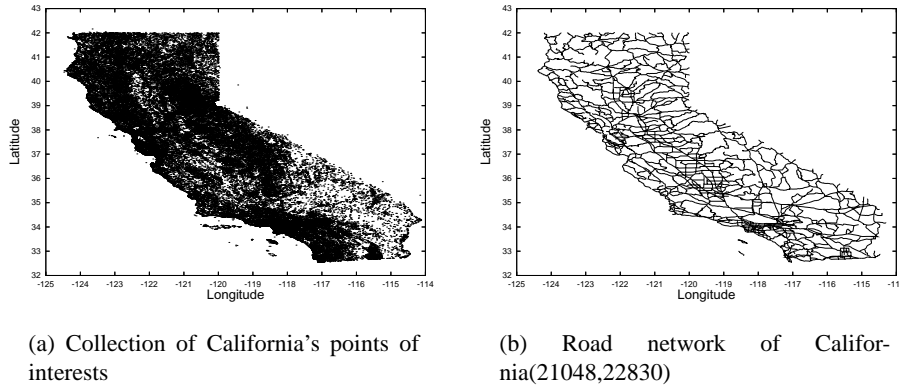 43
42
41
40
39
38
37
36
35
34
33
32
Latitude
-125 -124 -123 -122 -121 -120 -119 -118 -117 -116 -115 -114
Longitude
43
42
41
40
39
38
37
36
35
34
33
32
Latitude
-125 -124 -123 -122 -121 -120 -119 -118 -117 -116 -115 -11
Longitude
(a) Collection of California's points of
interests
(b) Road network of Califor-
nia(21048,22830)